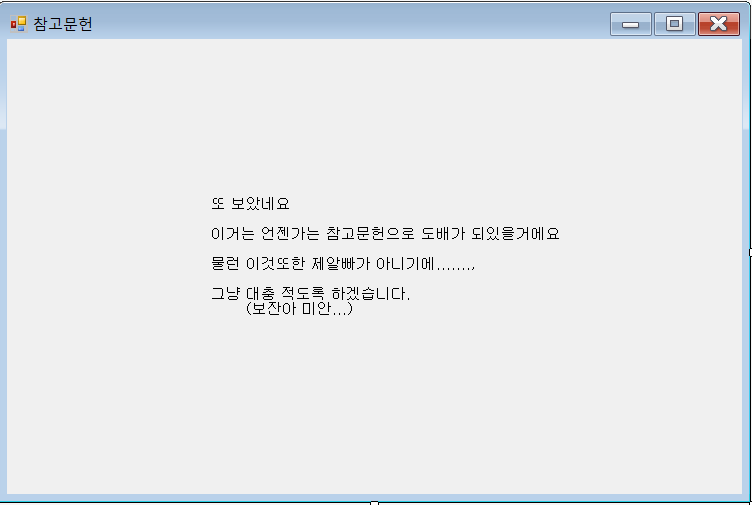 참고문헌
또 보았네요
이거는 언젠가는 참고문헌으로 도배가 되있을거에요
물런 이것또한 제알빠가 아니기에.......,
그냥 대충 적도록 하겠습니다.
(보잔아 미안...)